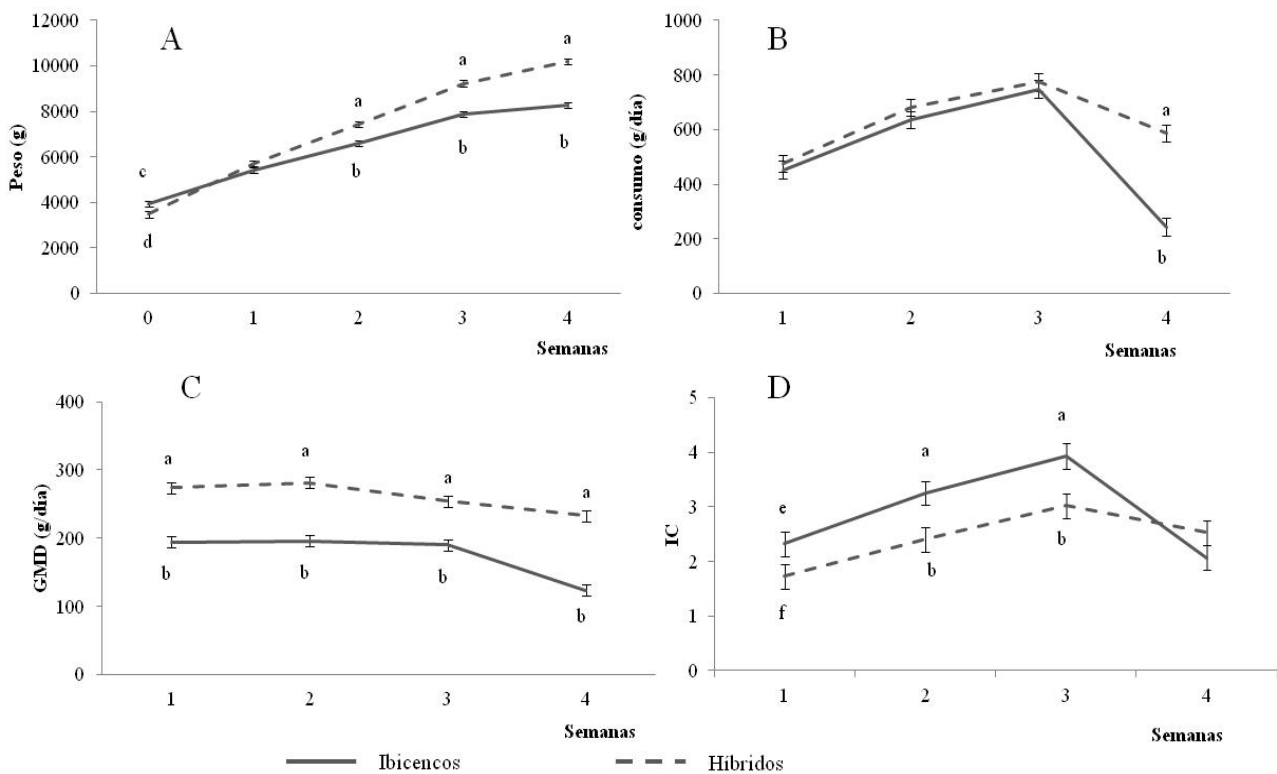 A
Peso (g)
12000
10000
8000
6000
4000
2000
0
c
d
a
b
a
b
a
b
0 1 2 3 4
Semanas
B
consumo (g/día)
1000
800
600
400
200
0
a
b
1 2 3 4
Semanas
C
GMD (g/día)
400
300
200
100
0
a a a a
b b b b
1 2 3 4
Semanas
D
IC
5
4
3
2
1
0
e
f
a
b
a
b
1 2 3 4
Semanas
Ibicencos Híbridos